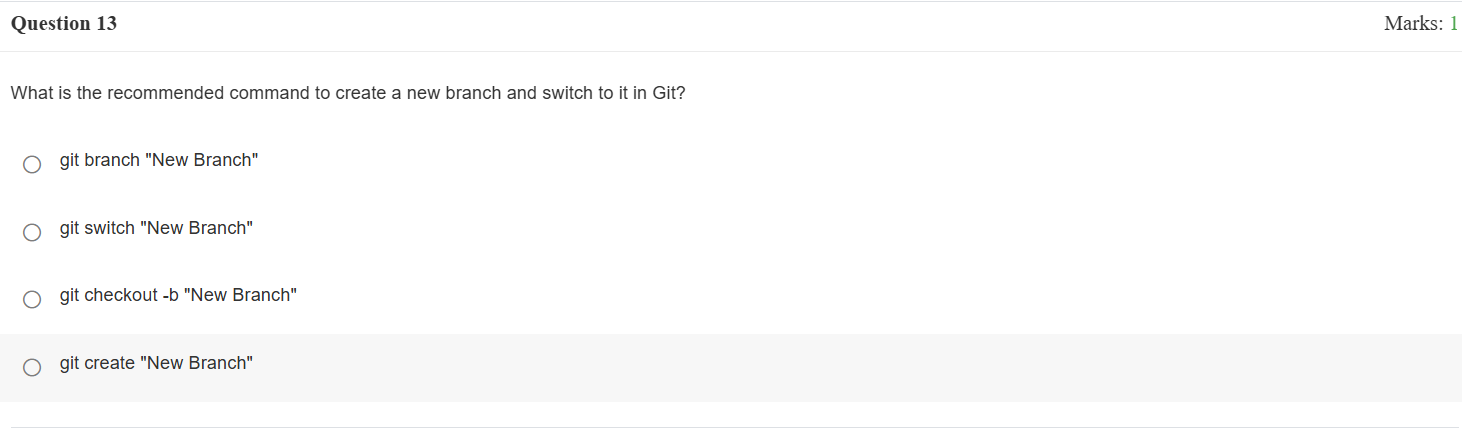 Question 13
Marks: 1
What is the recommended command to create a new branch and switch to it in Git?
git branch "New Branch"
git switch "New Branch"
git checkout -b "New Branch"
git create "New Branch"